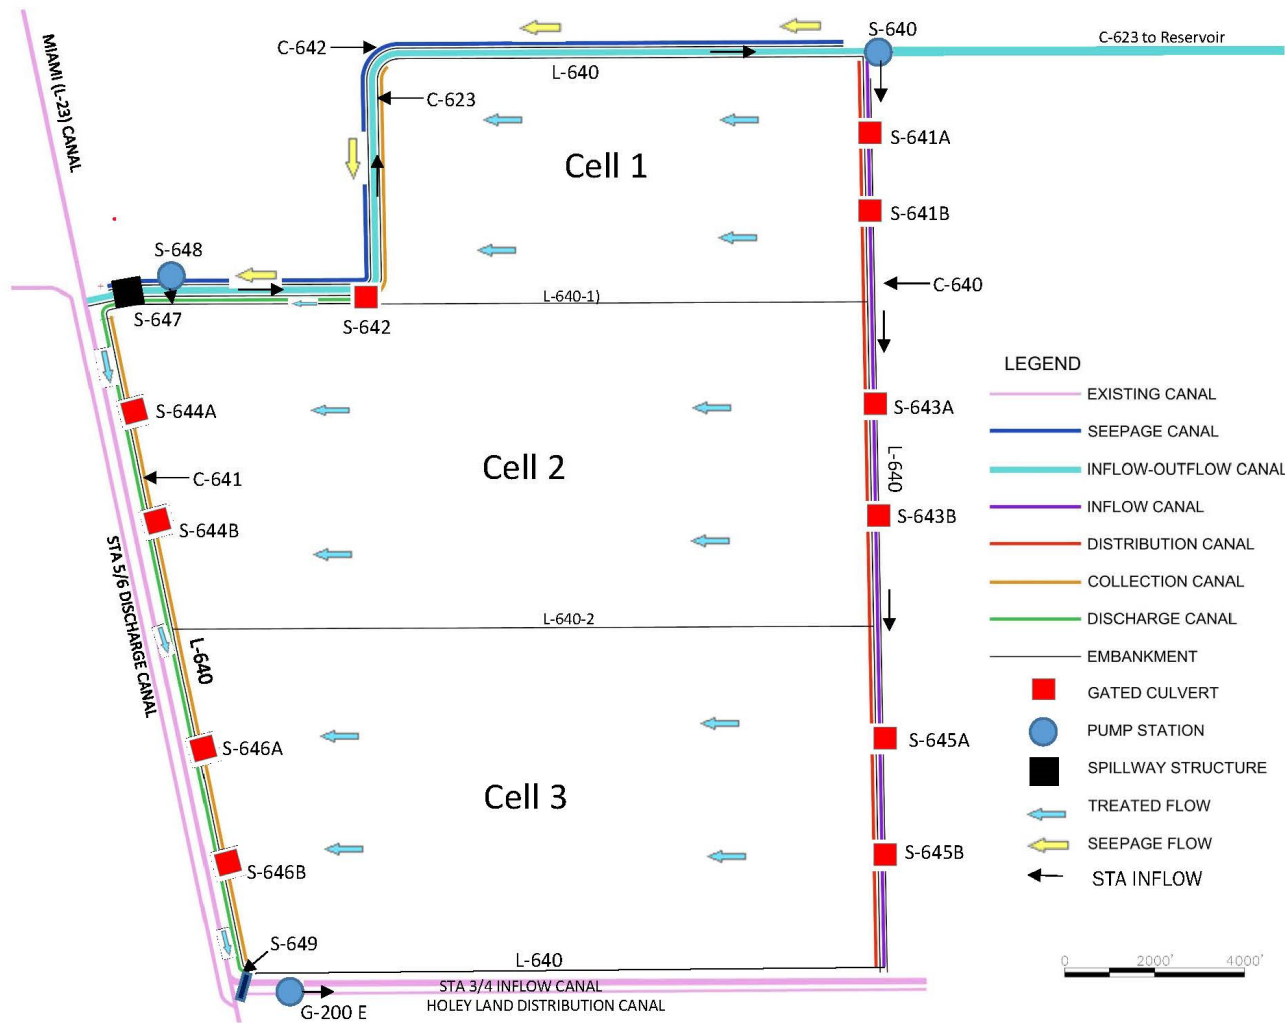 S-640
C-623 to Reservoir
MIAMI (L-23) CANAL
C-642
L-640
C-623
S-641A
Cell 1
S-641B
S-648
C-640
L-640-1)
S-647
S-642
LEGEND
EXISTING CANAL
SEEPAGE CANAL
INFLOW-OUTFLOW CANAL
INFLOW CANAL
DISTRIBUTION CANAL
COLLECTION CANAL
DISCHARGE CANAL
EMBANKMENT
GATED CULVERT
PUMP STATION
SPILLWAY STRUCTURE
TREATED FLOW
SEEPAGE FLOW
STA INFLOW
S-644A
S-643A
Cell 2
L-640
C-641
S-643B
S-644B
STA 5/6 DISCHARGE CANAL
L-640-2
L-640
S-646A
S-645A
Cell 3
S-645B
S-646B
S-649
L-640
0 2000' 4000'
STA 3/4 INFLOW CANAL
HOLEY LAND DISTRIBUTION CANAL
G-200 E